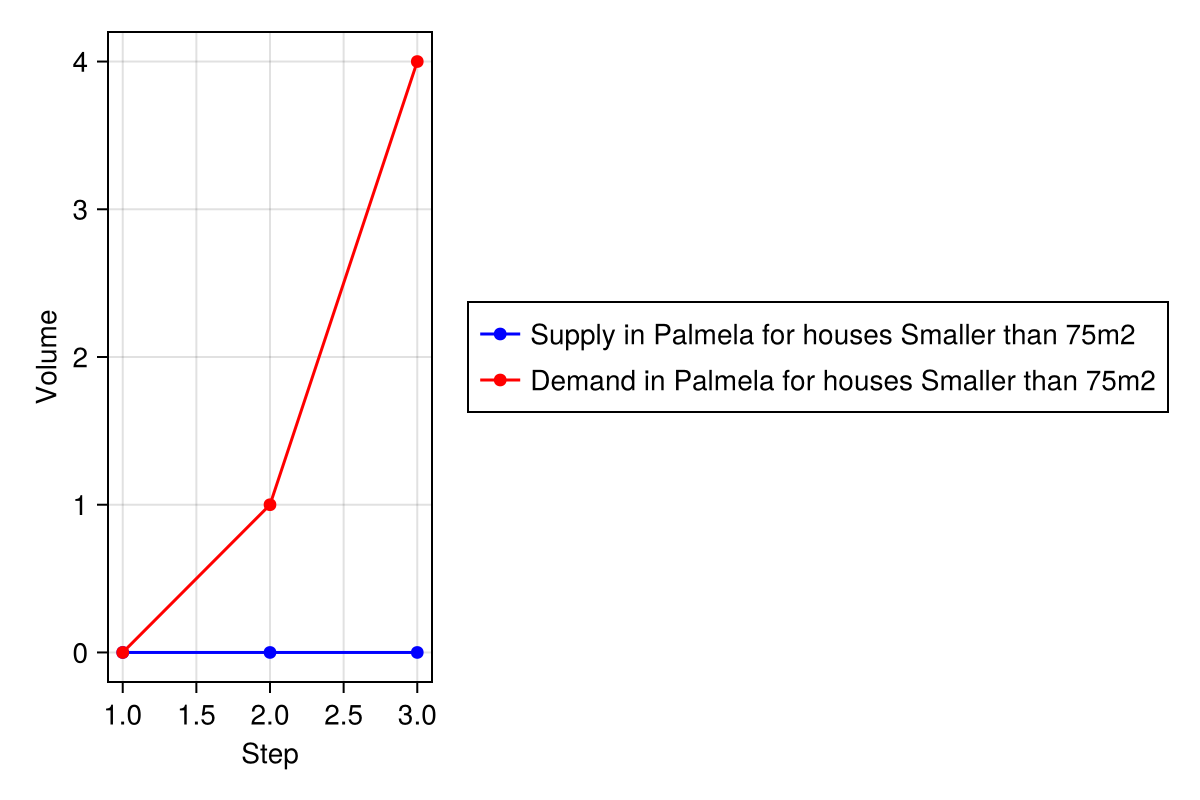 4
3
2
1
0
Volume
1.0 1.5 2.0 2.5 3.0
Step
Supply in Palmela for houses Smaller than 75m2
Demand in Palmela for houses Smaller than 75m2